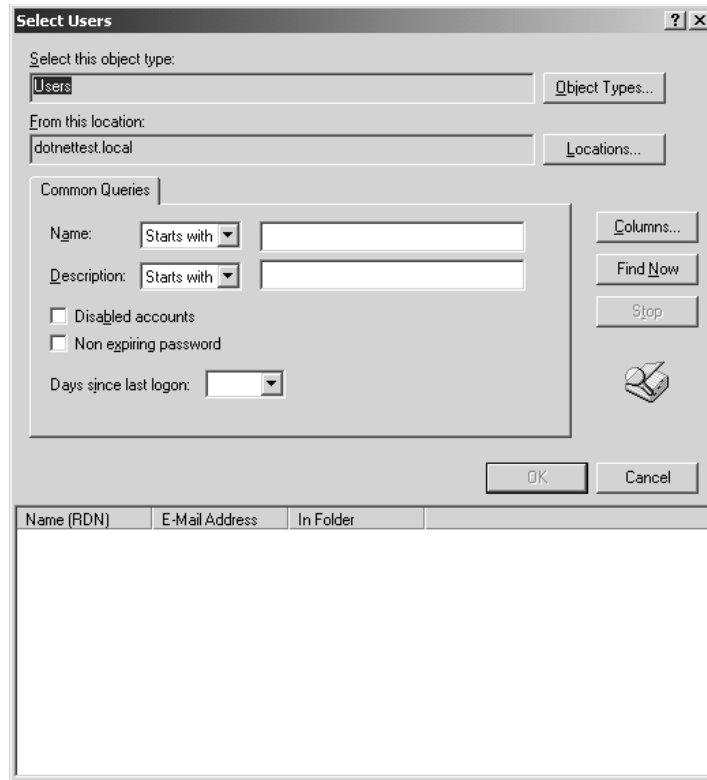 Select Users
Select this object type:
Users
Object Types...
From this location:
dotnettest.local
Locations...
Common Queries
Name: Starts with
Columns...
Description: Starts with
Find Now
Disabled accounts
Stop
Non expiring password
Days since last logon:
OK Cancel
Name (RDN) E-Mail Address In Folder